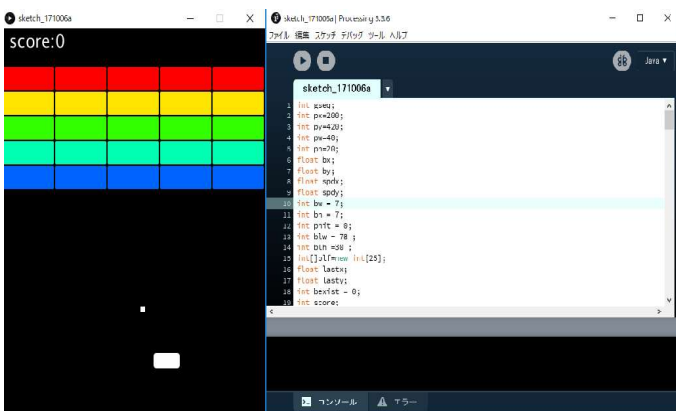 sketch_171006a
score:0
sketch_171006a | Processing 3.3.6
ファイル 編集 スケッチ デバッグ ツール ヘルプ
Java ▼
sketch_171006a ▼
1 int gseq;
2 int px=200;
3 int py=420;
4 int pw=40;
5 int ph=20;
6 float bx;
7 float by;
8 float spdx;
9 float spdy;
10 int bw = 7;
11 int bh = 7;
12 int phit = 0;
13 int blw = 70 ;
14 int blh =30 ;
15 int[]blf=new int[25];
16 float lastx;
17 float lasty;
18 int bexist = 0;
19 int score;
コンソール エラー